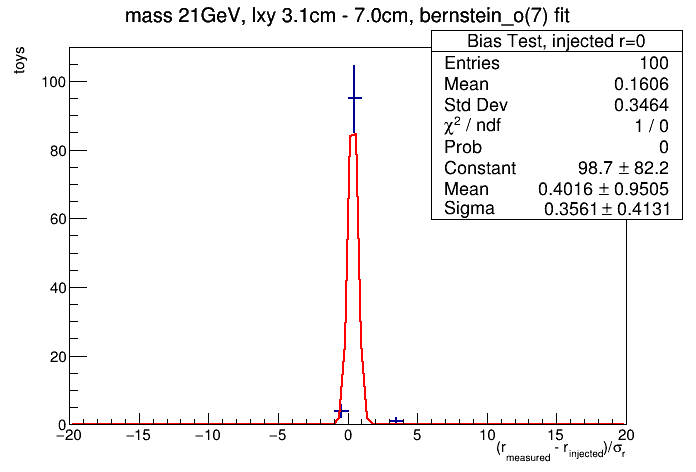 mass 21GeV, lxy 3.1cm - 7.0cm, bernstein_o(7) fit
toys
Bias Test, injected r=0
Entries 100
Mean 0.1606
Std Dev 0.3464
χ² / ndf 1 / 0
Prob 0
Constant 98.7 ± 82.2
Mean 0.4016 ± 0.9505
Sigma 0.3561 ± 0.4131
100
80
60
40
20
0
−20 −15 −10 −5 0 5 10 15 20
(r_measured - r_injected)/σ_r